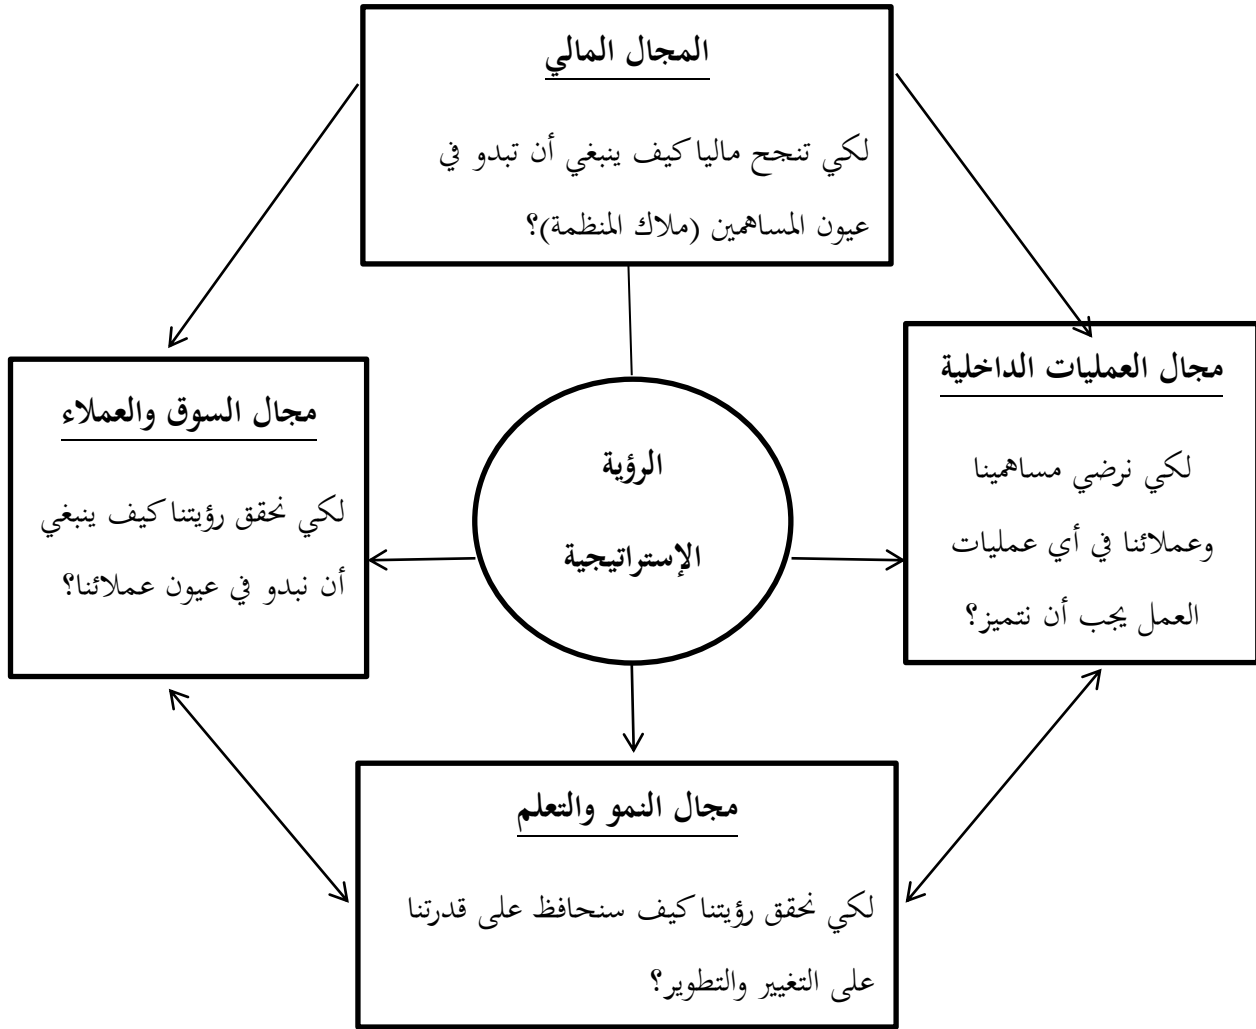 المجال المالي
لكي تنجح ماليا كيف ينبغي أن تبدو في
عيون المساهمين (ملاك المنظمة)؟
مجال العمليات الداخلية
لكي نرضي مساهمينا
وعملائنا في أي عمليات
العمل يجب أن نتميز؟
الرؤية
الإستراتيجية
مجال السوق والعملاء
لكي نحقق رؤيتنا كيف ينبغي
أن نبدو في عيون عملائنا؟
مجال النمو والتعلم
لكي نحقق رؤيتنا كيف سنحافظ على قدرتنا
على التغيير والتطوير؟